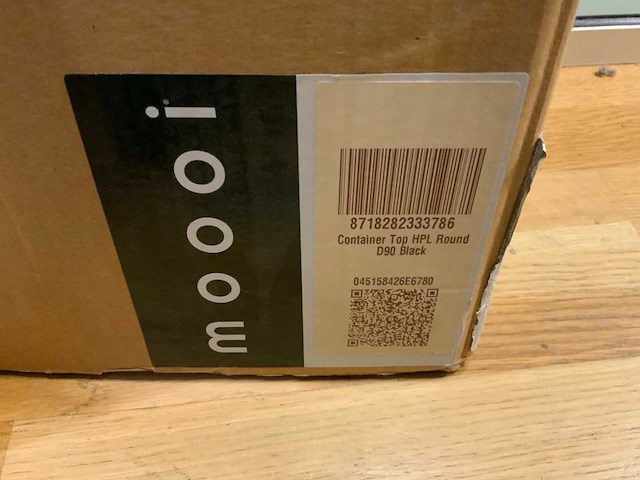 moooi
8718282333786
Container Top HPL Round
D90 Black
045158426E6780